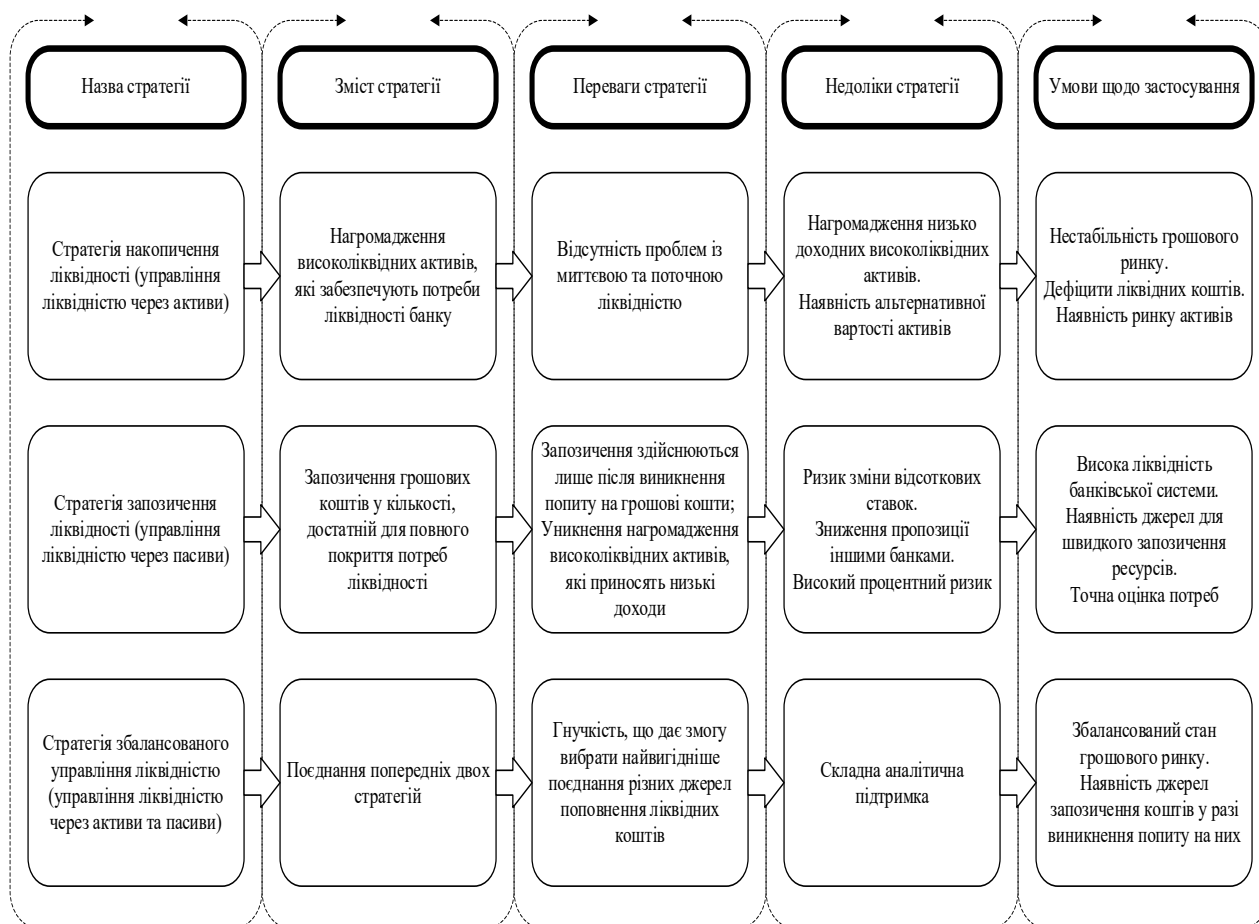 Назва стратегії
Зміст стратегії
Переваги стратегії
Недоліки стратегії
Умови щодо застосування
Стратегія накопичення
ліквідності (управління
ліквідністю через активи)
Нагромадження
високоліквідних активів,
які забезпечують потреби
ліквідності банку
Відсутність проблем із
миттєвою та поточною
ліквідністю
Нагромадження низько
доходних високоліквідних
активів.
Наявність альтернативної
вартості активів
Нестабільність грошового
ринку.
Дефіцити ліквідних коштів.
Наявність ринку активів
Стратегія запозичення
ліквідності (управління
ліквідністю через пасиви)
Запозичення грошових
коштів у кількості,
достатній для повного
покриття потреб
ліквідності
Запозичення здійснюються
лише після виникнення
попиту на грошові кошти;
Уникнення нагромадження
високоліквідних активів,
які приносять низькі
доходи
Ризик зміни відсоткових
ставок.
Зниження пропозиції
іншими банками.
Високий процентний ризик
Висока ліквідність
банківської системи.
Наявність джерел для
швидкого запозичення
ресурсів.
Точна оцінка потреб
Стратегія збалансованого
управління ліквідністю
(управління ліквідністю
через активи та пасиви)
Поєднання попередніх двох
стратегій
Гнучкість, що дає змогу
вибрати найвигідніше
поєднання різних джерел
поповнення ліквідних
коштів
Складна аналітична
підтримка
Збалансований стан
грошового ринку.
Наявність джерел
запозичення коштів у разі
виникнення попиту на них